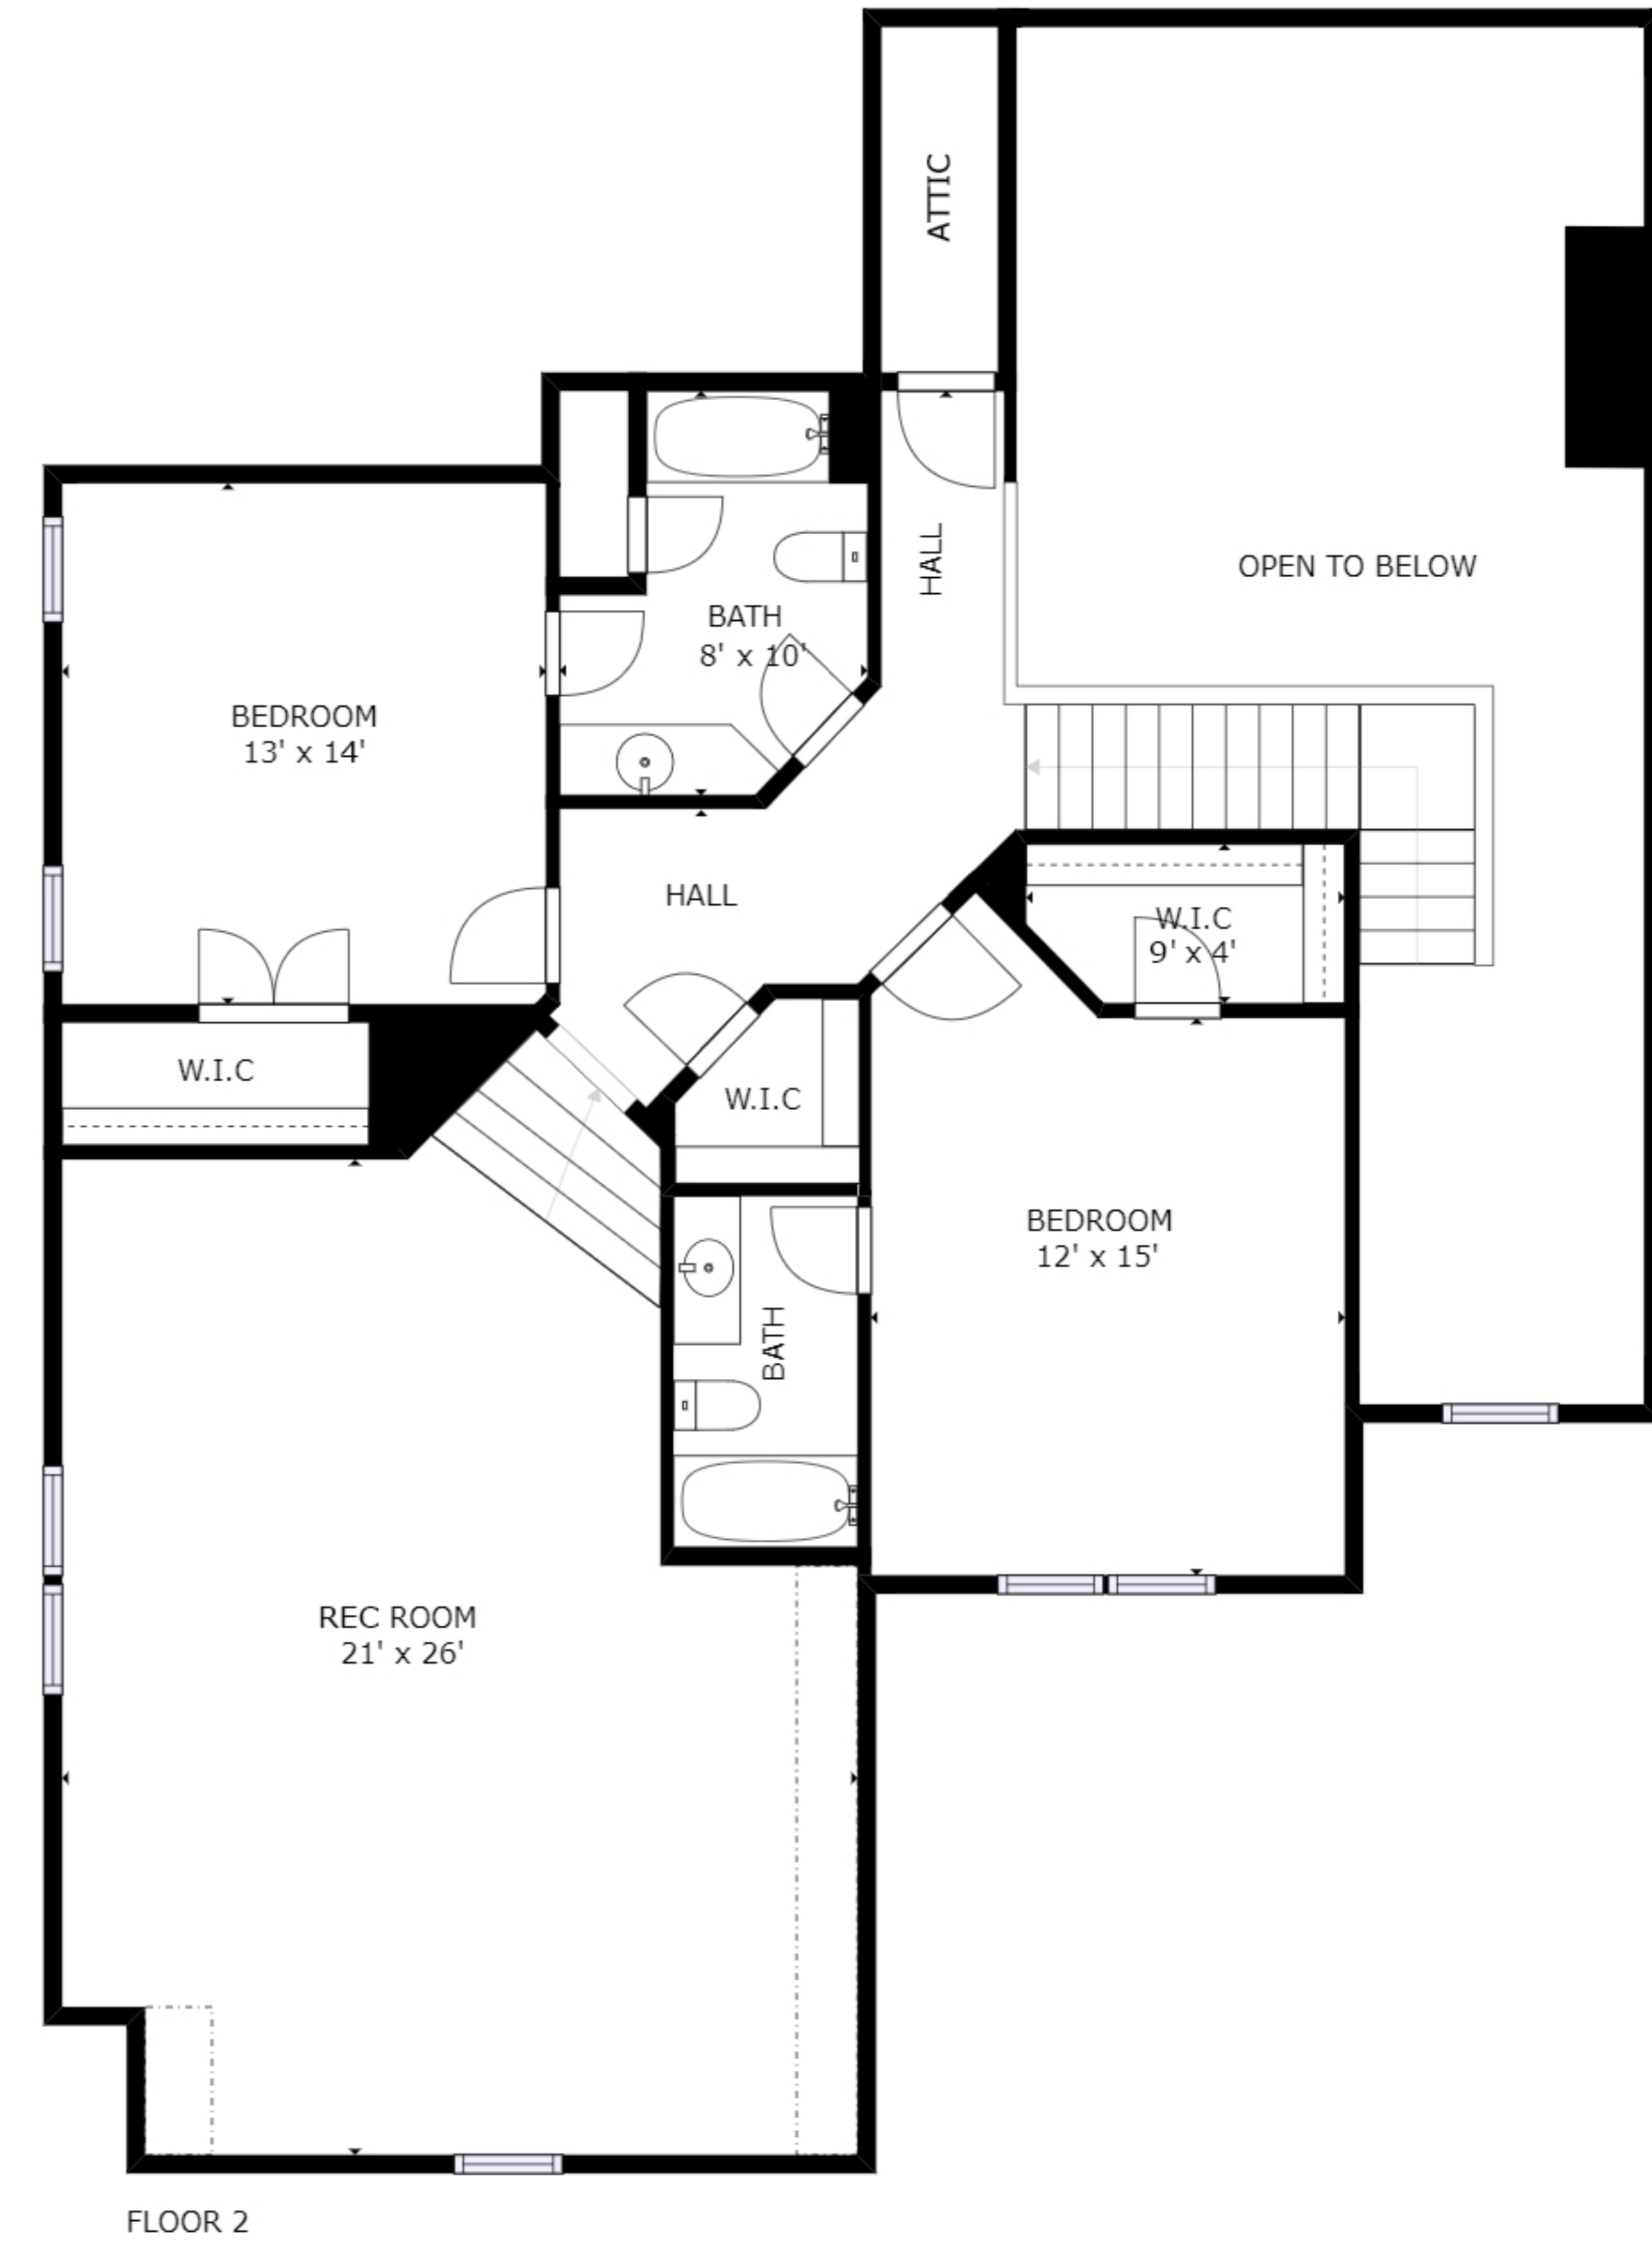 ATTIC
HALL
OPEN TO BELOW
BATH
8' x 10'
BEDROOM
13' x 14'
HALL
W.I.C
9' x 4'
W.I.C
W.I.C
BEDROOM
12' x 15'
BATH
REC ROOM
21' x 26'
FLOOR 2